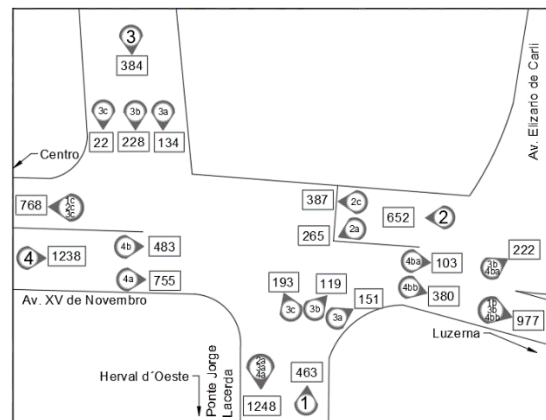 3
384
3c 3b 3a
22 228 134
Av. Elizario de Carli
Centro
768
387 2c
652 2
265 2a
4 1238
4b 483
4a 755
4ba 103
222
3b
4ba
4bb 380
Av. XV de Novembro
193 119 151
3c 3b 3a
977
Luzerna
Herval d´Oeste
Ponte Jorge
Lacerda
463
1248
1